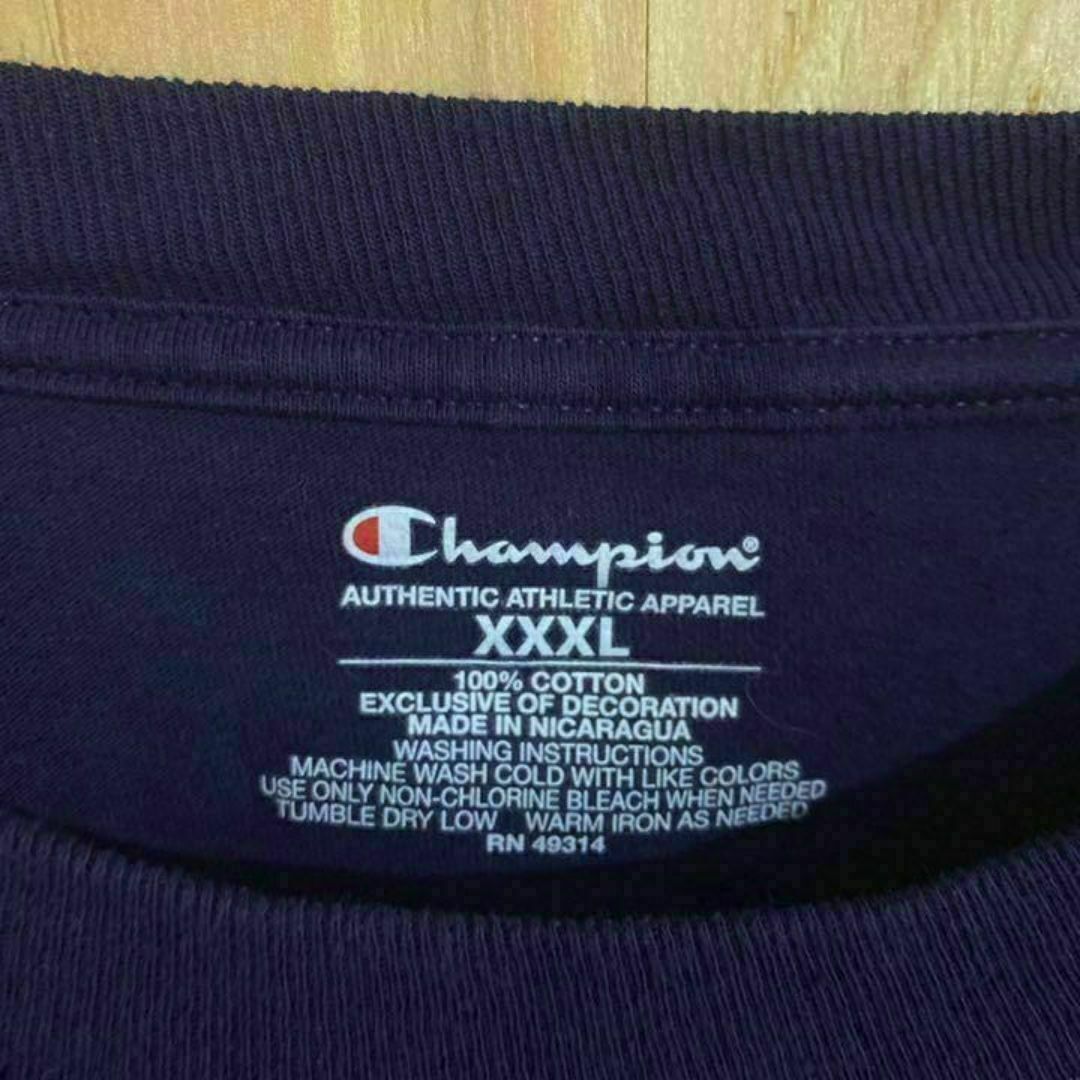 Champion®
AUTHENTIC ATHLETIC APPAREL
XXXL
100% COTTON
EXCLUSIVE OF DECORATION
MADE IN NICARAGUA
WASHING INSTRUCTIONS
MACHINE WASH COLD WITH LIKE COLORS
USE ONLY NON-CHLORINE BLEACH WHEN NEEDED
TUMBLE DRY LOW WARM IRON AS NEEDED
RN 49314